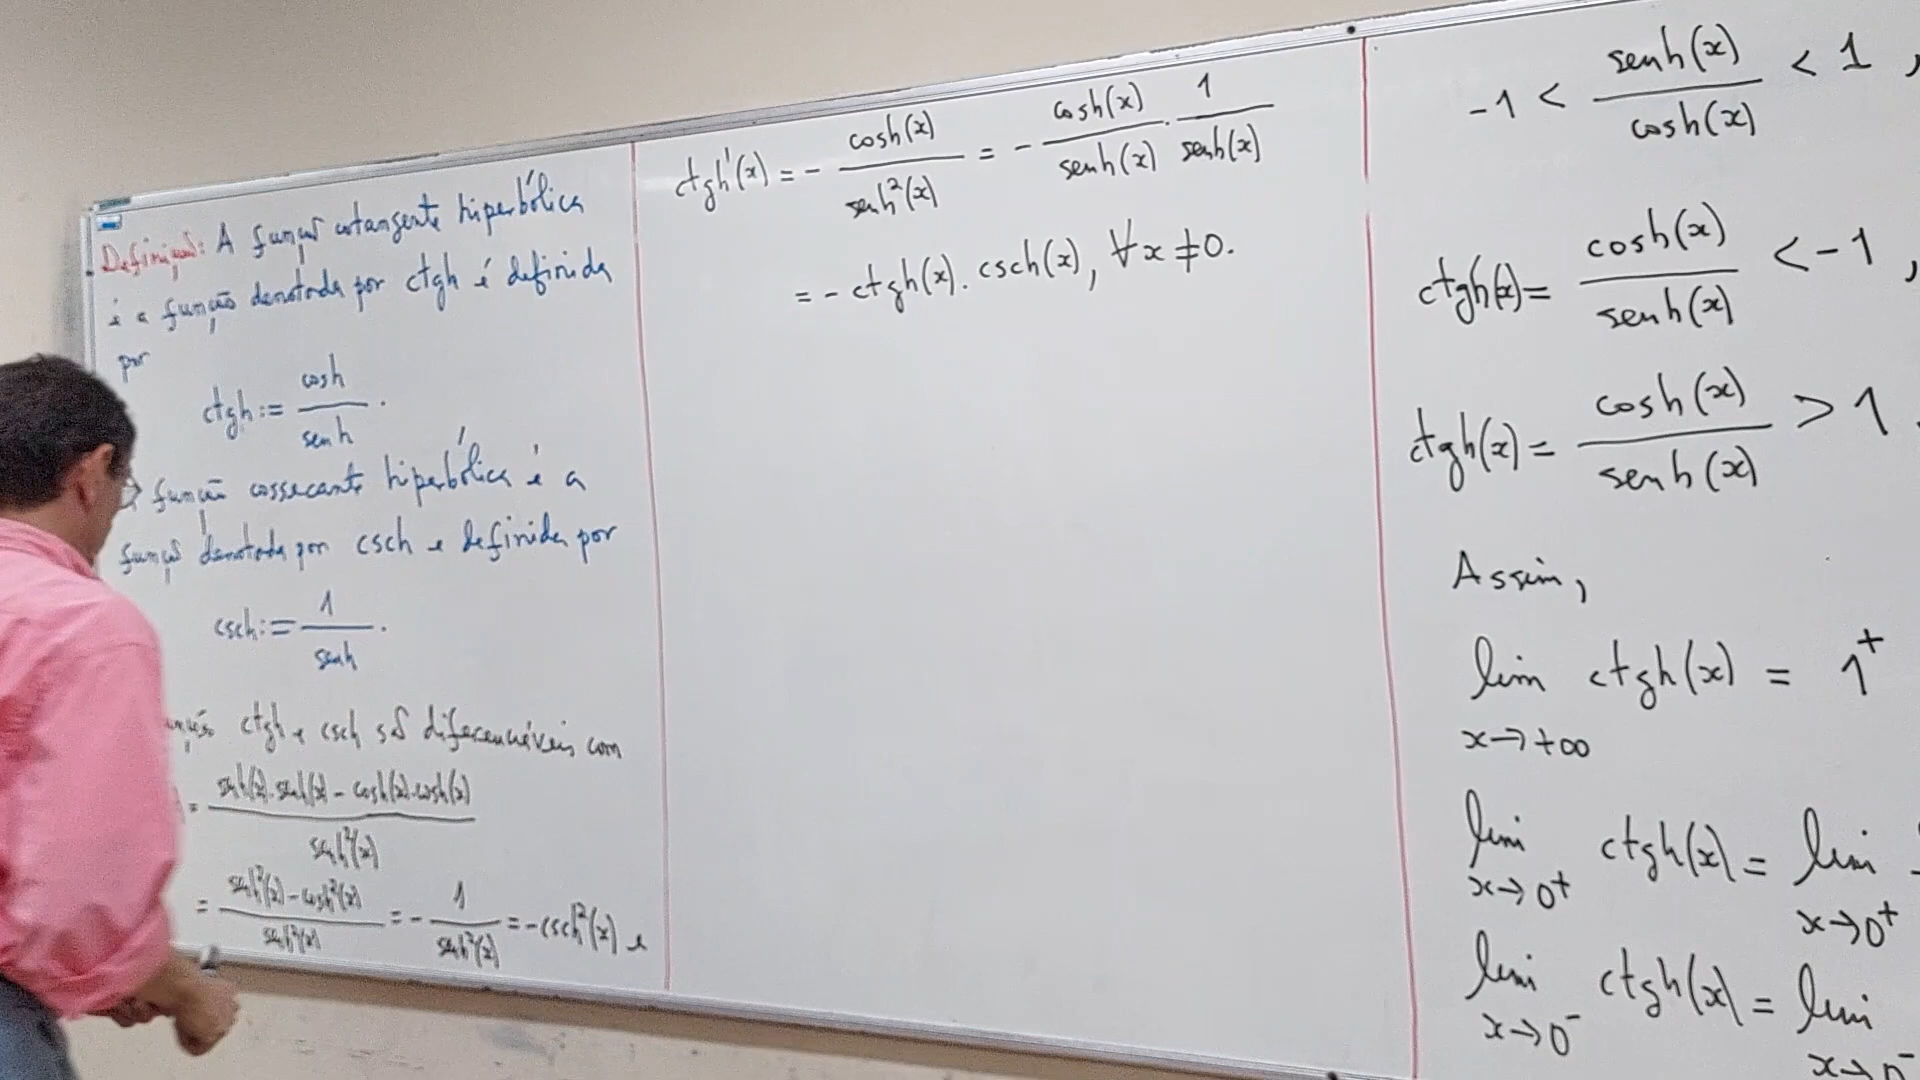 Definição: A função cotangente hiperbólica
é a função denotada por ctgh é definida
por
ctgh := cosh / senh .
função cossecante hiperbólica é a
função denotada por csch e definida por
csch := 1 / senh .
ctgh e csch são diferenciáveis com
= senh(x).senh(x) - cosh(x).cosh(x) / senh²(x)
= senh²(x) - cosh²(x) / senh²(x) = - 1 / senh²(x) = -csch²(x) e
ctgh'(x) = - cosh(x) / senh²(x) = - cosh(x) / senh(x) . 1 / senh(x)
= - ctgh(x) . csch(x), ∀x ≠ 0.
-1 < senh(x) / cosh(x) < 1 ,
ctgh(x) = cosh(x) / senh(x) < -1 ,
ctgh(x) = cosh(x) / senh(x) > 1
Assim,
lim x→+∞ ctgh(x) = 1⁺
lim x→0⁺ ctgh(x) = lim x→0⁺
lim x→0⁻ ctgh(x) = lim x→0⁻